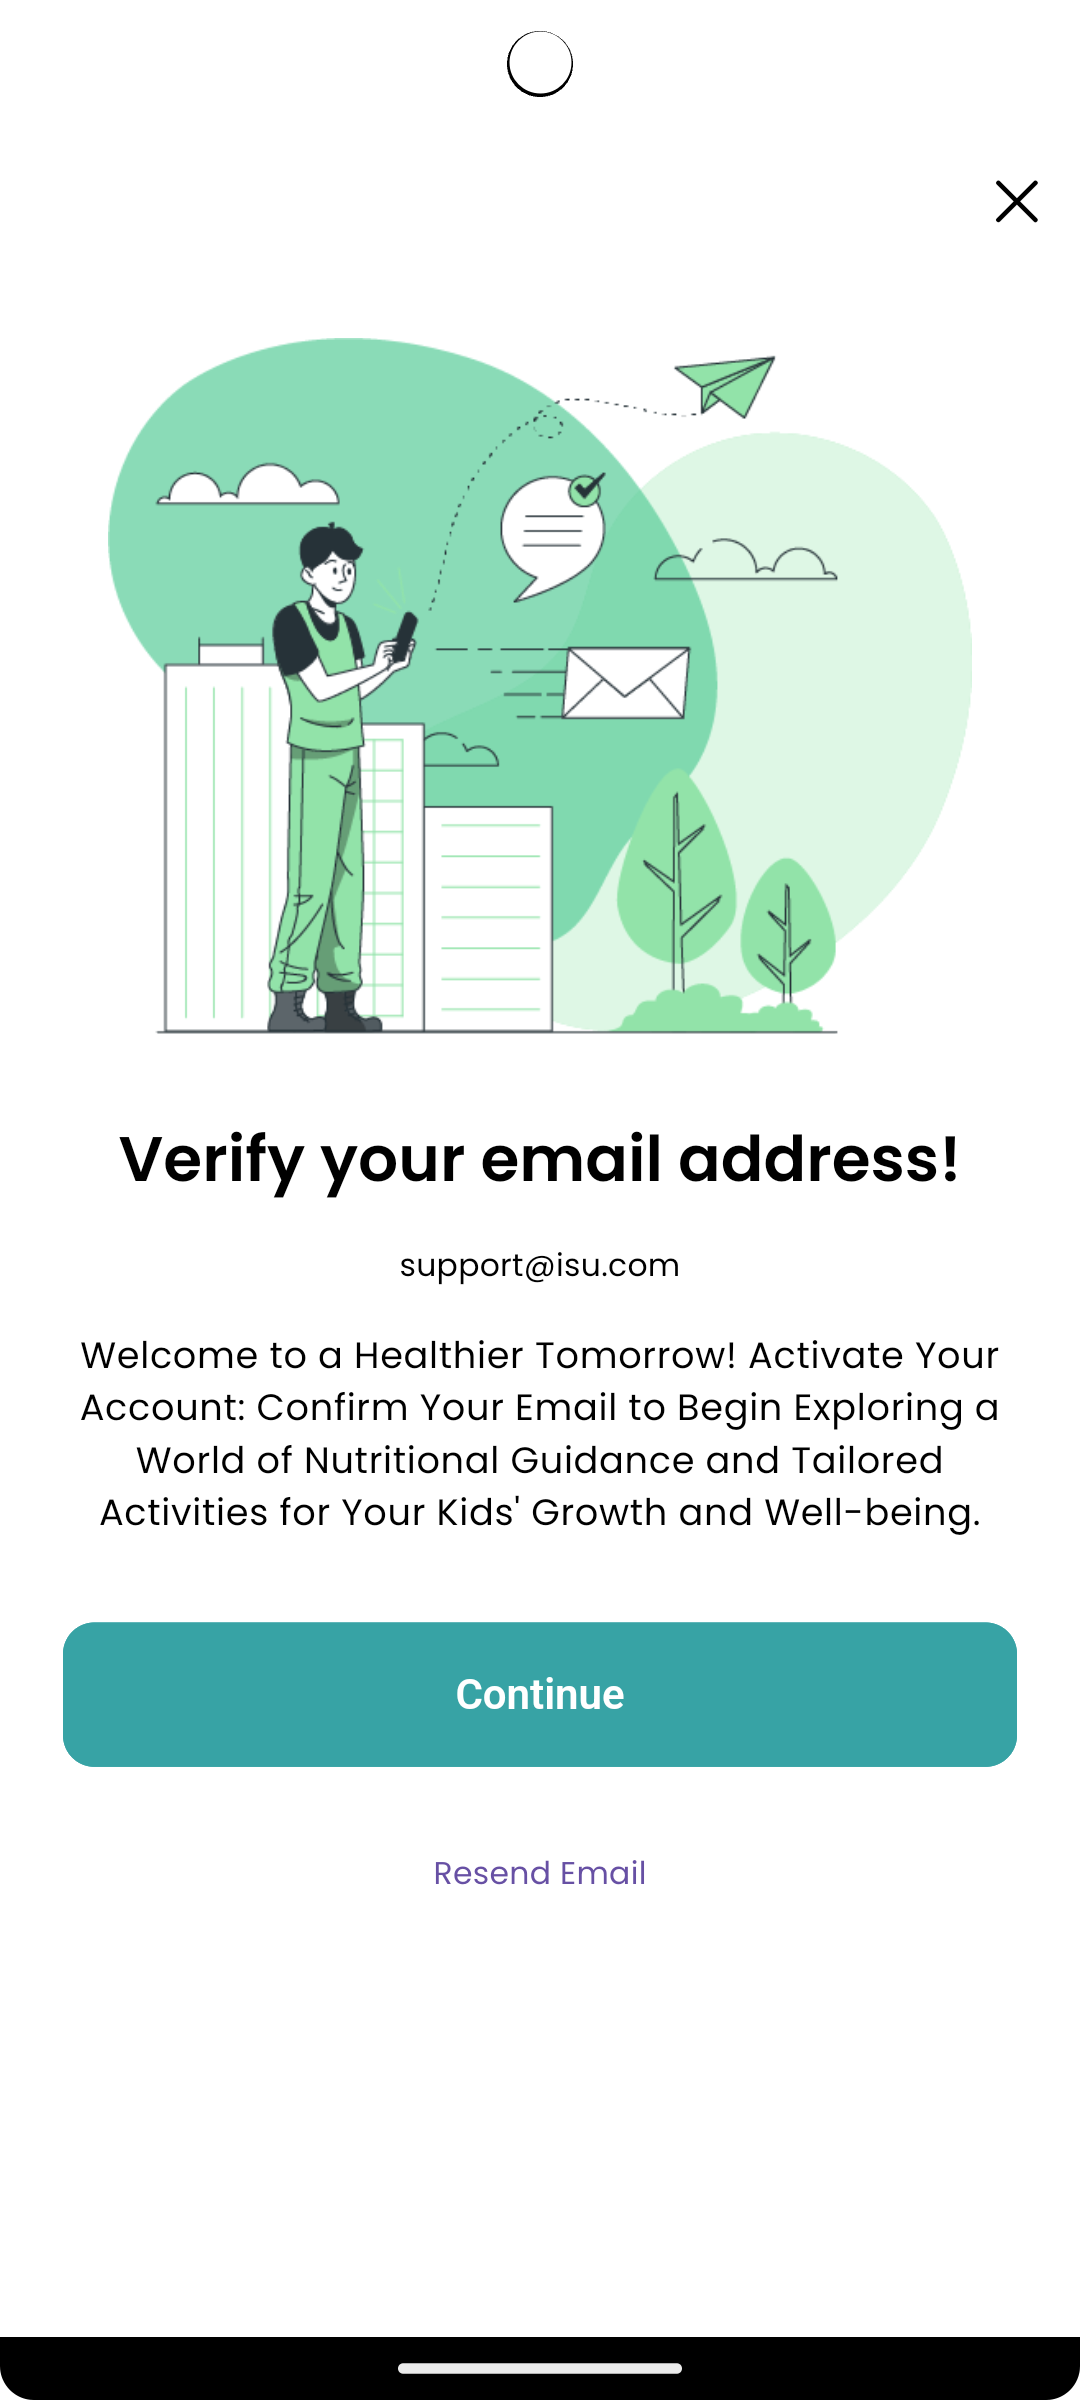 Verify your email address!
support@isu.com
Welcome to a Healthier Tomorrow! Activate Your
Account: Confirm Your Email to Begin Exploring a
World of Nutritional Guidance and Tailored
Activities for Your Kids' Growth and Well-being.
Continue
Resend Email